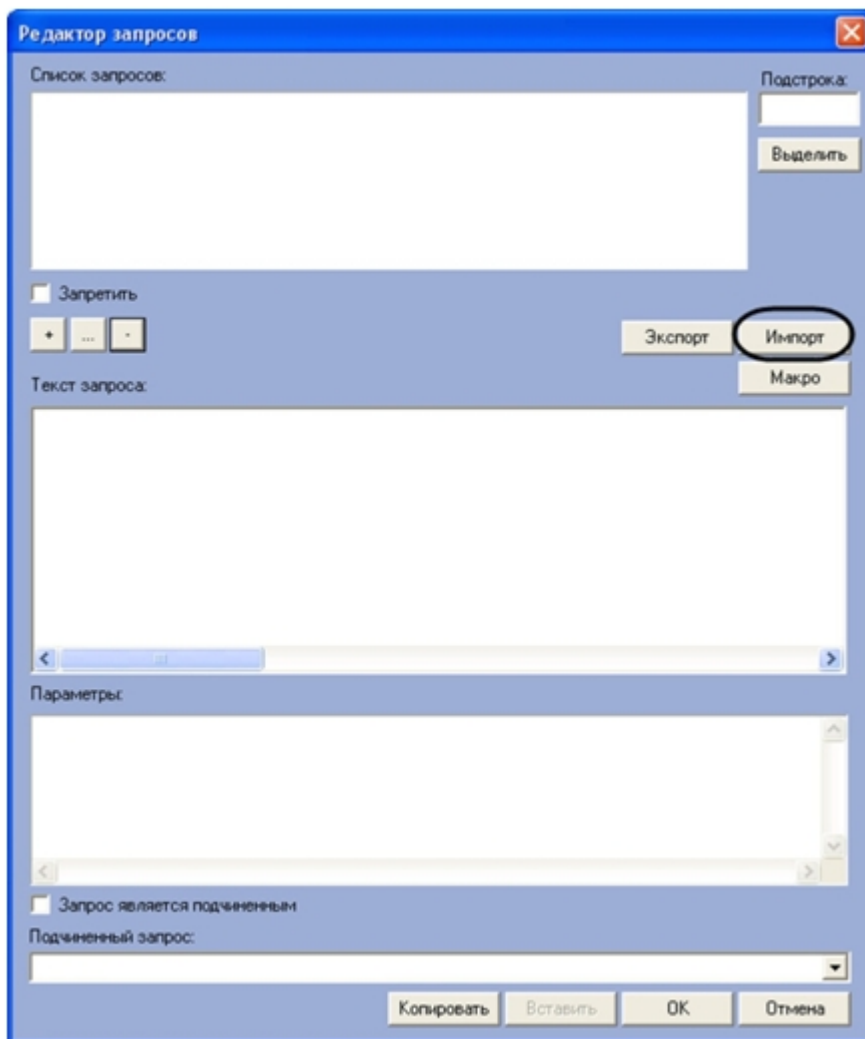 Редактор запросов
Список запросов:
Подстрока:
Выделить
Запретить
+ ... -
Экспорт Импорт
Макро
Текст запроса:
Параметры:
Запрос является подчиненным
Подчиненный запрос:
Копировать Вставить OK Отмена